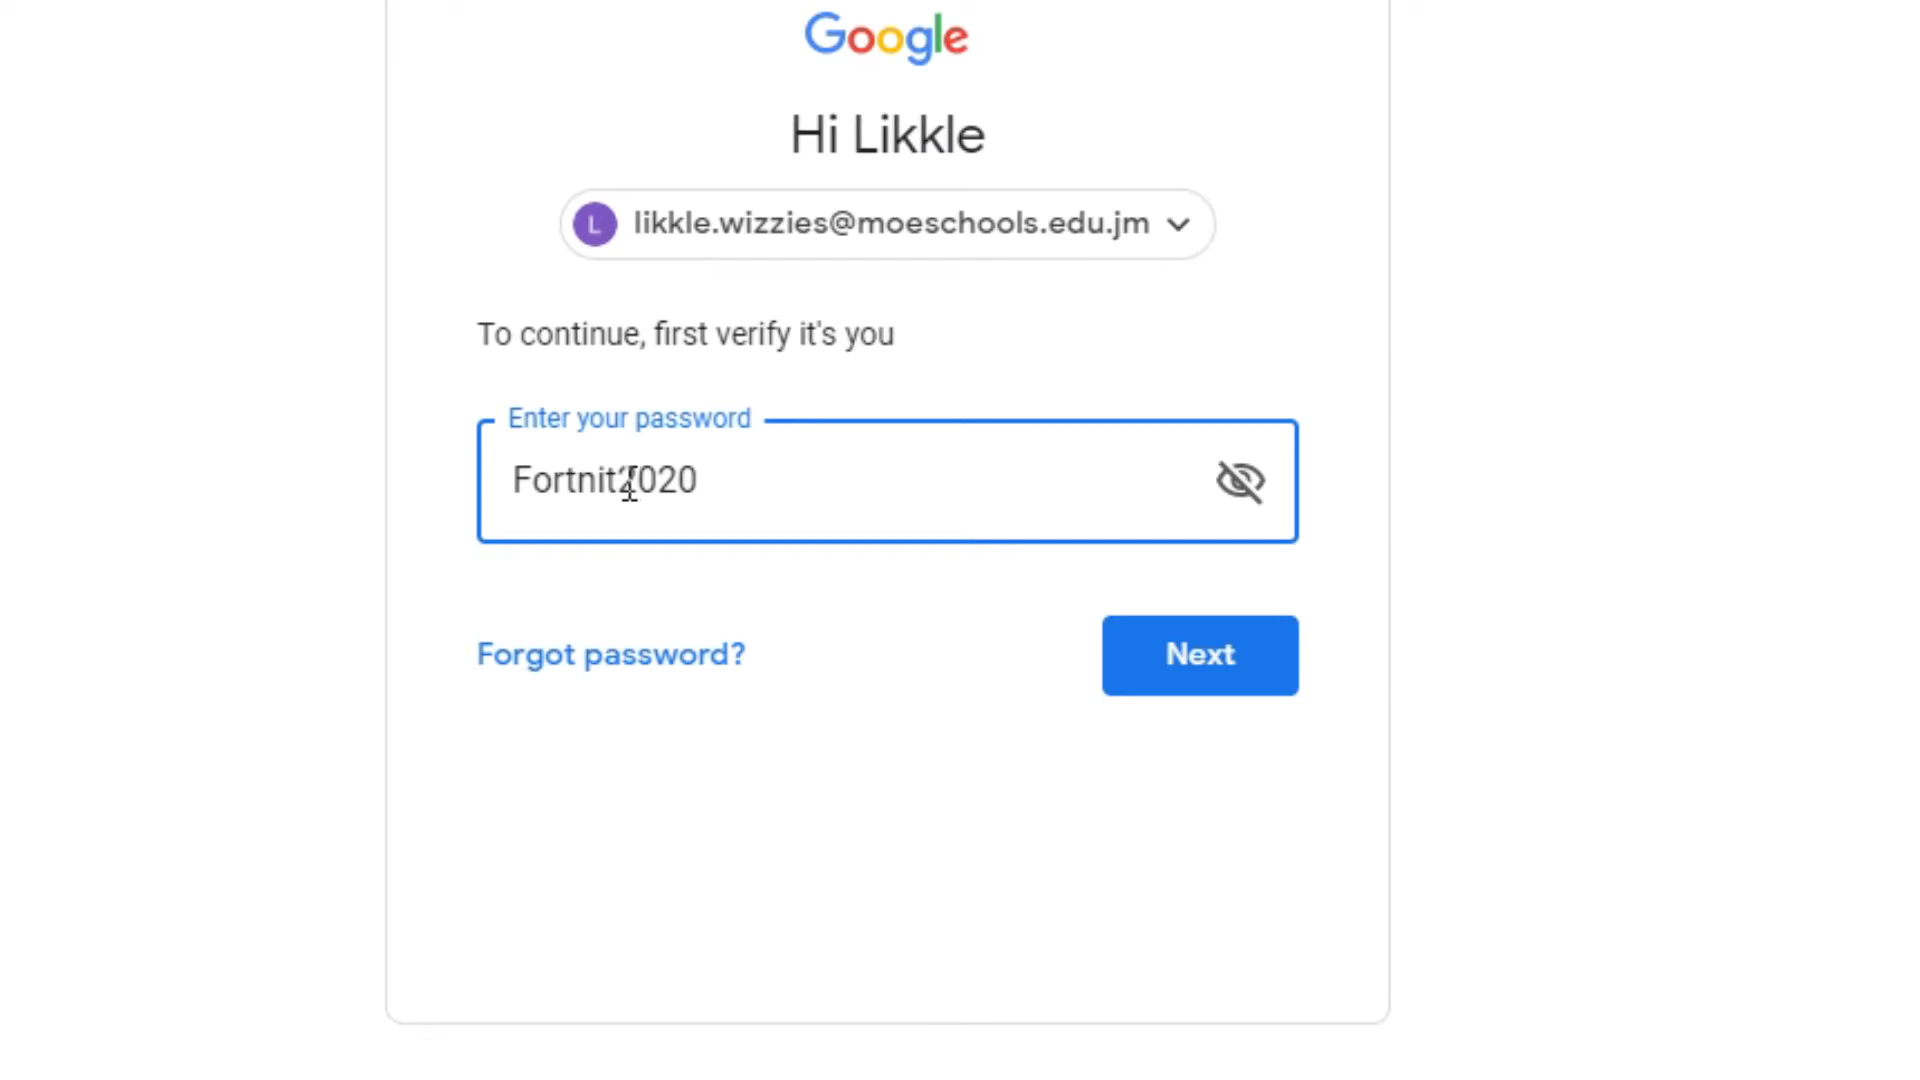 Google
Hi Likkle
L likkle.wizzies@moeschools.edu.jm
To continue, first verify it's you
Enter your password
Fortnit2020
Forgot password?
Next